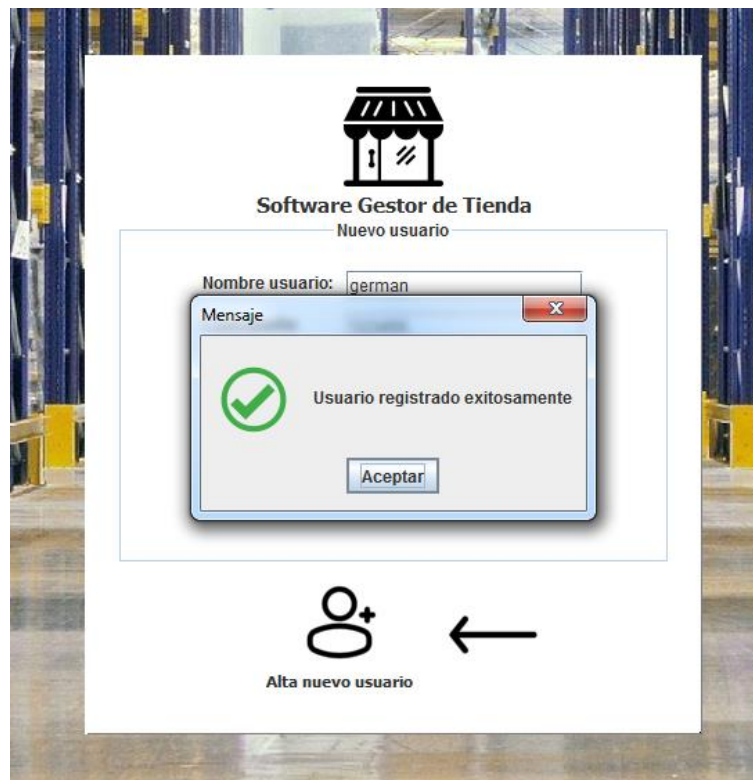 Software Gestor de Tienda
Nuevo usuario
Nombre usuario: german
Mensaje
Usuario registrado exitosamente
Aceptar
Alta nuevo usuario